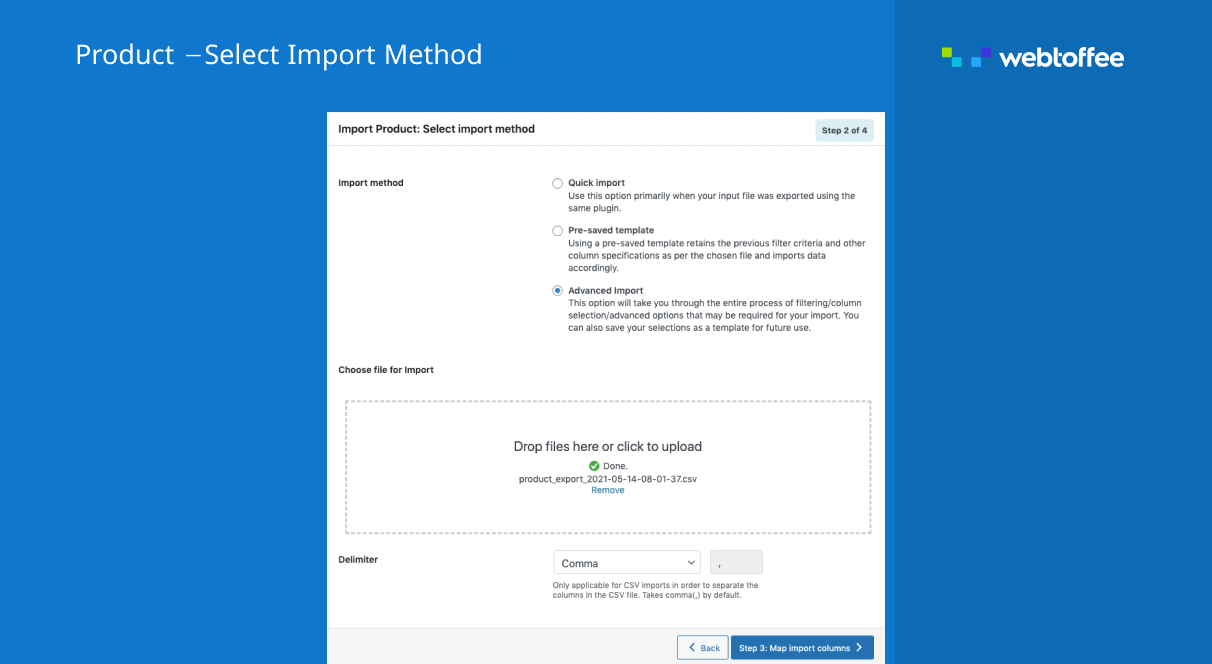 Product – Select Import Method
webtoffee
Import Product: Select import method
Step 2 of 4
Import method
Quick import
Use this option primarily when your input file was exported using the
same plugin.
Pre-saved template
Using a pre-saved template retains the previous filter criteria and other
column specifications as per the chosen file and imports data
accordingly.
Advanced Import
This option will take you through the entire process of filtering/column
selection/advanced options that may be required for your import. You
can also save your selections as a template for future use.
Choose file for Import
Drop files here or click to upload
Done.
product_export_2021-05-14-08-01-37.csv
Remove
Delimiter
Comma
,
Only applicable for CSV imports in order to separate the
columns in the CSV file. Takes comma(,) by default.
Back
Step 3: Map import columns